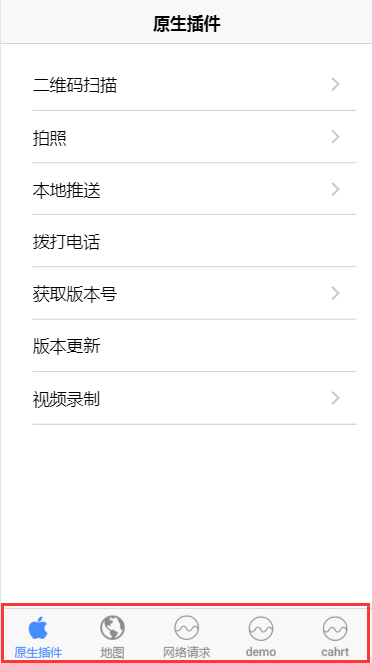 原生插件
二维码扫描
拍照
本地推送
拨打电话
获取版本号
版本更新
视频录制
原生插件 地图 网络请求 demo cahrt